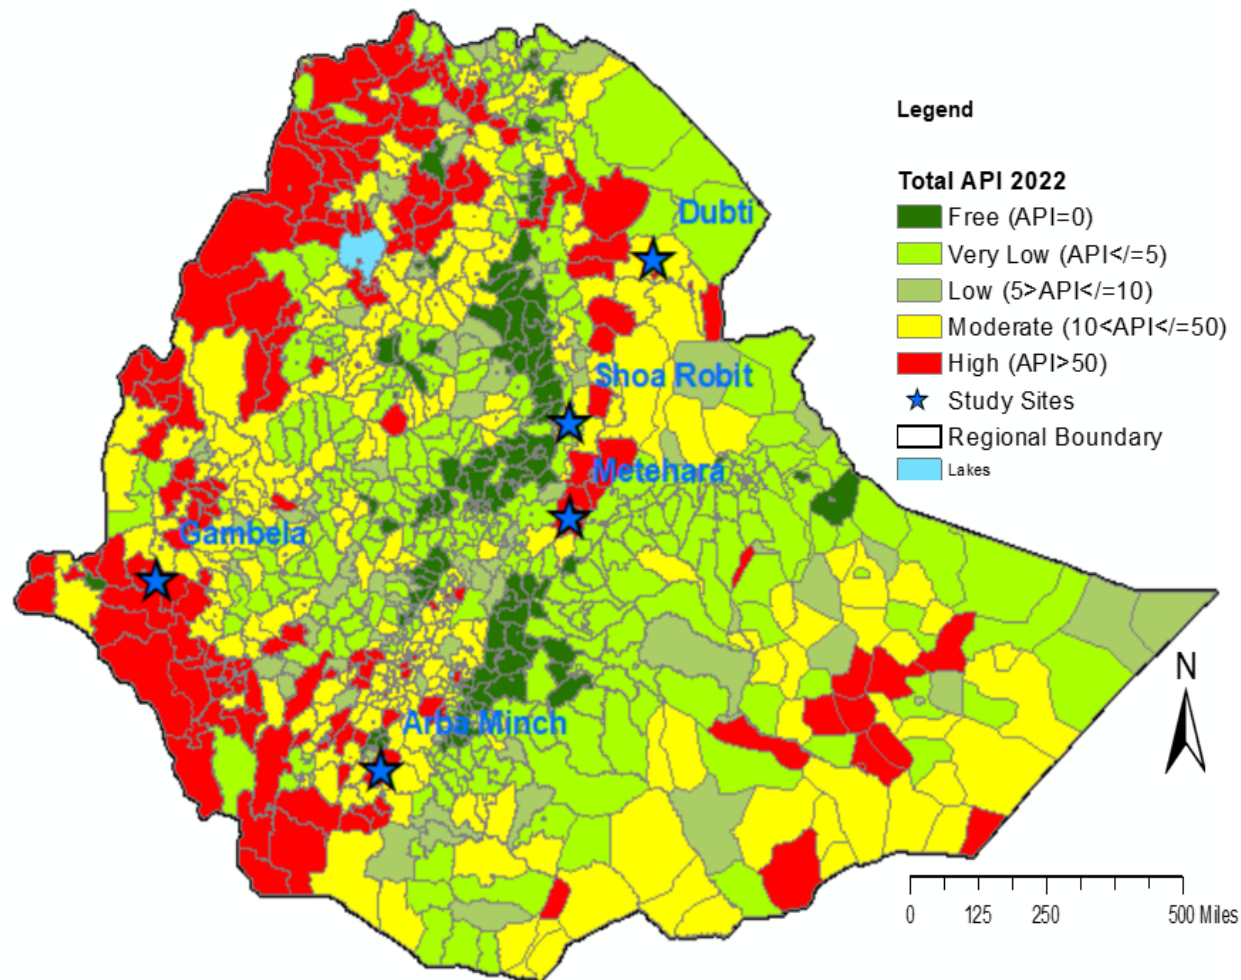 Legend
Total API 2022
Free (API=0)
Very Low (API</=5)
Low (5>API</=10)
Moderate (10<API</=50)
High (API>50)
Study Sites
Regional Boundary
Lakes
Dubti
Shoa Robit
Metehara
Gambela
Arba Minch
N
0 125 250 500 Miles